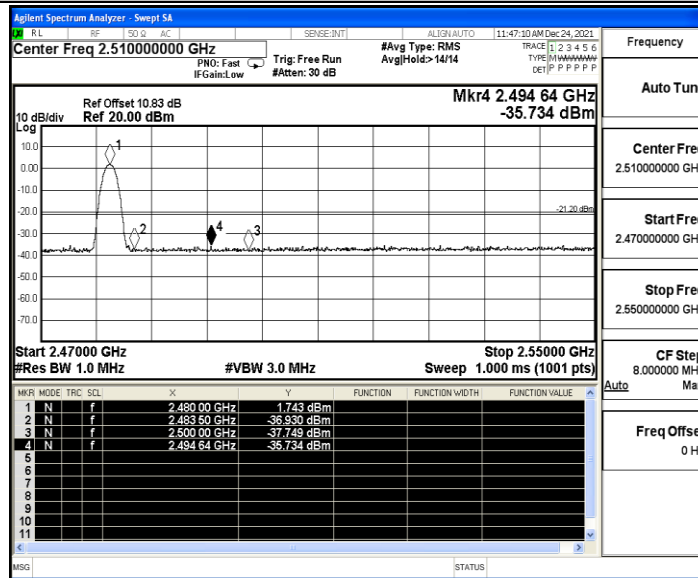 Agilent Spectrum Analyzer - Swept SA
RL RF 50 Ω AC SENSE:INT ALIGNAUTO 11:47:10 AM Dec 24, 2021
Center Freq 2.510000000 GHz #Avg Type: RMS TRACE 1 2 3 4 5 6
PNO: Fast Trig: Free Run Avg|Hold:>14/14 TYPE MWWWWW
IFGain:Low #Atten: 30 dB DET P P P P P P
Mkr4 2.494 64 GHz
-35.734 dBm
Ref Offset 10.83 dB
10 dB/div Ref 20.00 dBm
Log
10.0
0.00
-10.0
-20.0
-30.0
-40.0
-50.0
-60.0
-70.0
1
2
4
3
-21.20 dBm
Start 2.47000 GHz Stop 2.55000 GHz
#Res BW 1.0 MHz #VBW 3.0 MHz Sweep 1.000 ms (1001 pts)
MKR MODE TRC SCL X Y FUNCTION FUNCTION WIDTH FUNCTION VALUE
1 N f 2.480 00 GHz 1.743 dBm
2 N f 2.483 50 GHz -36.930 dBm
3 N f 2.500 00 GHz -37.749 dBm
4 N f 2.494 64 GHz -35.734 dBm
5
6
7
8
9
10
11
MSG STATUS
Frequency
Auto Tun
Center Fre
2.510000000 GH
Start Fre
2.470000000 GH
Stop Fre
2.550000000 GH
CF Step
8.000000 MH
Auto Ma
Freq Offse
0 H